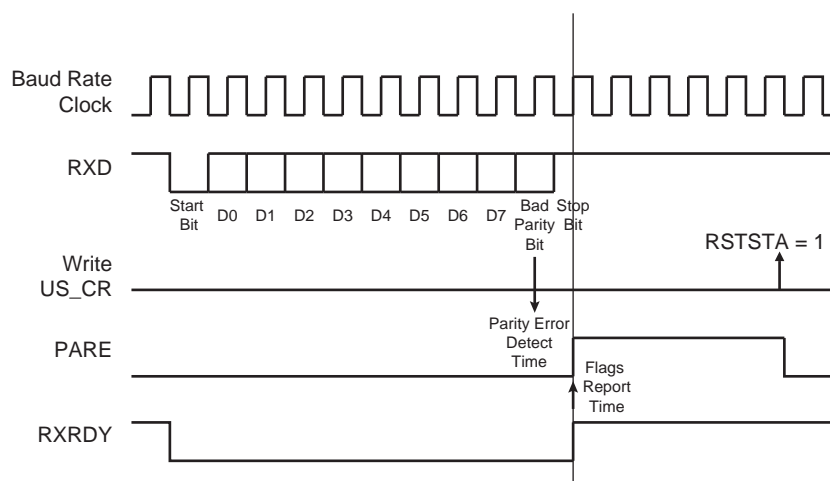 Baud Rate
Clock
RXD
Start
Bit
D0 D1 D2 D3 D4 D5 D6 D7
Bad
Parity
Bit
Stop
Bit
RSTSTA = 1
Write
US_CR
Parity Error
Detect
Time
PARE
Flags
Report
Time
RXRDY